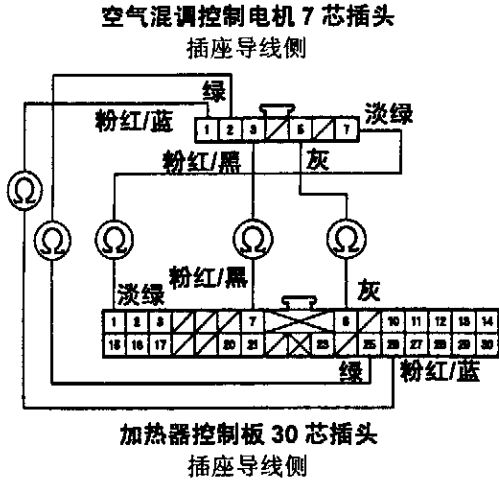 空气混调控制电机 7 芯插头
插座导线侧
绿
粉红/蓝
1 2 3 5 7
淡绿
粉红/黑
灰
Ω Ω Ω Ω Ω
粉红/黑
淡绿
灰
1 2 3 7 10 11 12 13 14
15 16 17 20 21 23 25 26 27 28 29 30
绿
粉红/蓝
加热器控制板 30 芯插头
插座导线侧